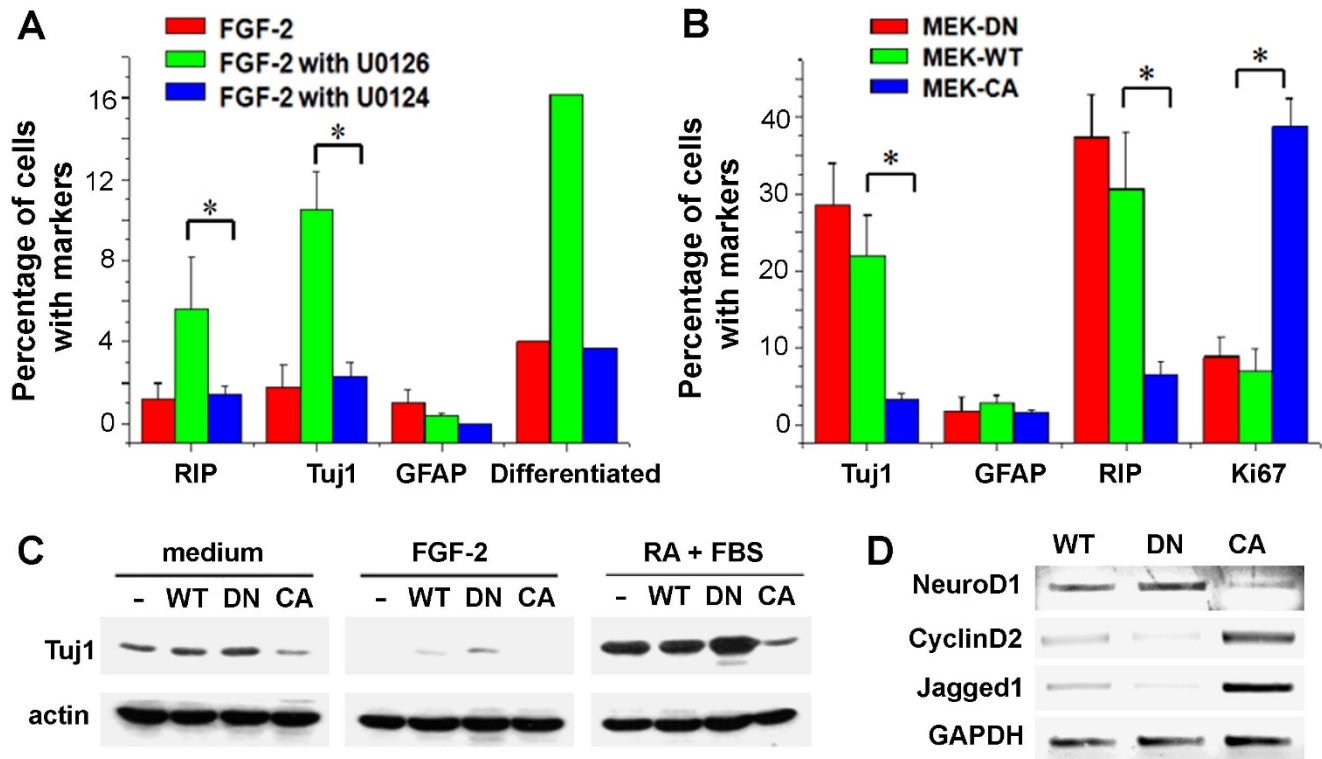 A
FGF-2
FGF-2 with U0126
FGF-2 with U0124
Percentage of cells
with markers
16
12
8
4
0
*
*
RIP Tuj1 GFAP Differentiated
B
MEK-DN
MEK-WT
MEK-CA
Percentage of cells
with markers
40
30
20
10
0
*
*
*
Tuj1 GFAP RIP Ki67
C
medium FGF-2 RA + FBS
- WT DN CA - WT DN CA - WT DN CA
Tuj1
actin
D
WT DN CA
NeuroD1
CyclinD2
Jagged1
GAPDH